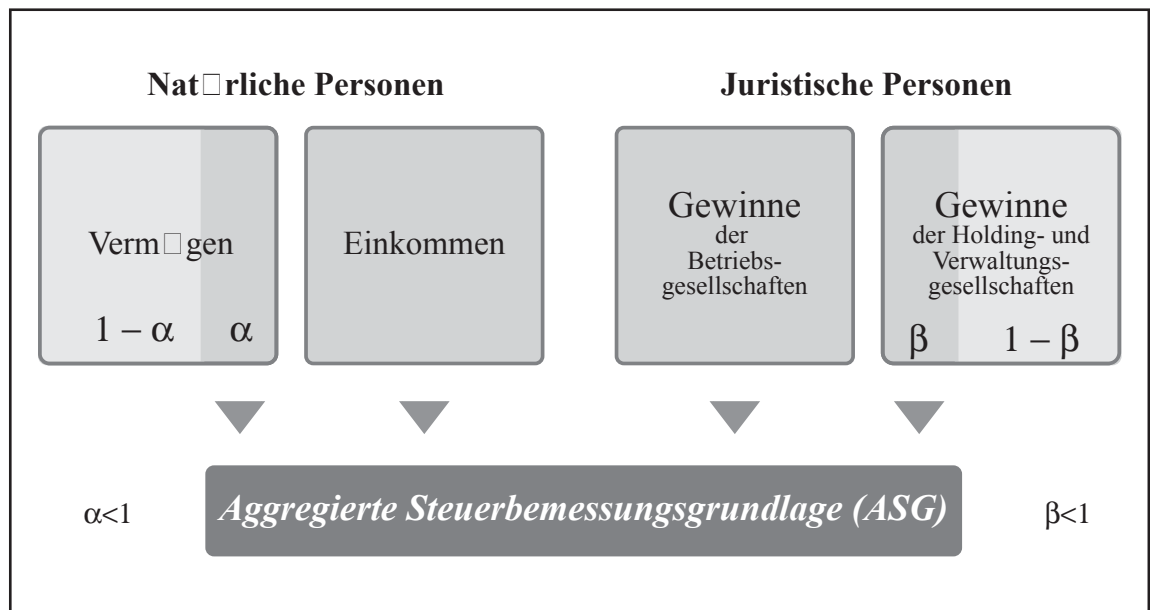 Nat□rliche Personen
Juristische Personen
Verm□gen
1 – α
α
Einkommen
Gewinne
der
Betriebs-
gesellschaften
Gewinne
der Holding- und
Verwaltungs-
gesellschaften
β
1 – β
α<1
Aggregierte Steuerbemessungsgrundlage (ASG)
β<1